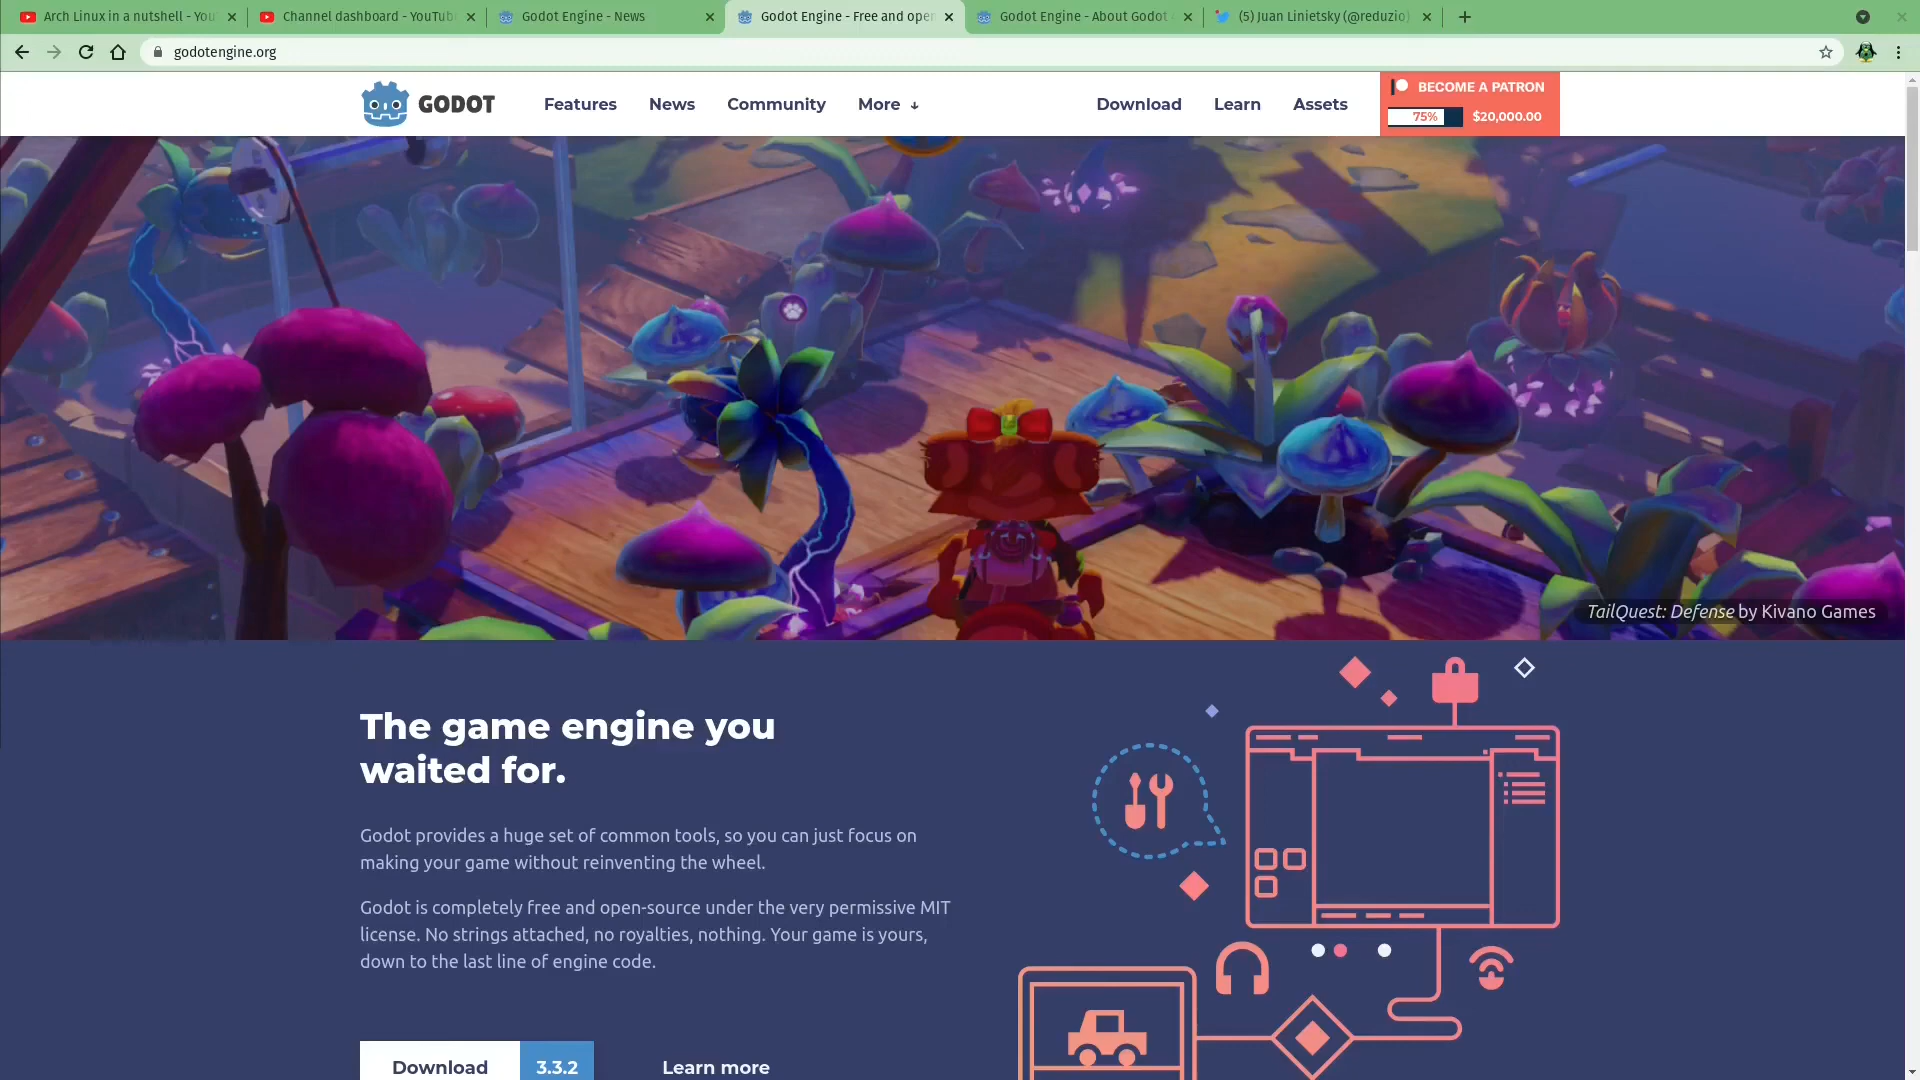 Arch Linux in a nutshell - You
Channel dashboard - YouTub
Godot Engine - News
Godot Engine - Free and open
Godot Engine - About Godot
(5) Juan Linietsky (@reduzio)
godotengine.org
GODOT
Features
News
Community
More ↓
Download
Learn
Assets
BECOME A PATRON
75%
$20,000.00
TailQuest: Defense by Kivano Games
The game engine you
waited for.
Godot provides a huge set of common tools, so you can just focus on
making your game without reinventing the wheel.
Godot is completely free and open-source under the very permissive MIT
license. No strings attached, no royalties, nothing. Your game is yours,
down to the last line of engine code.
Download
3.3.2
Learn more